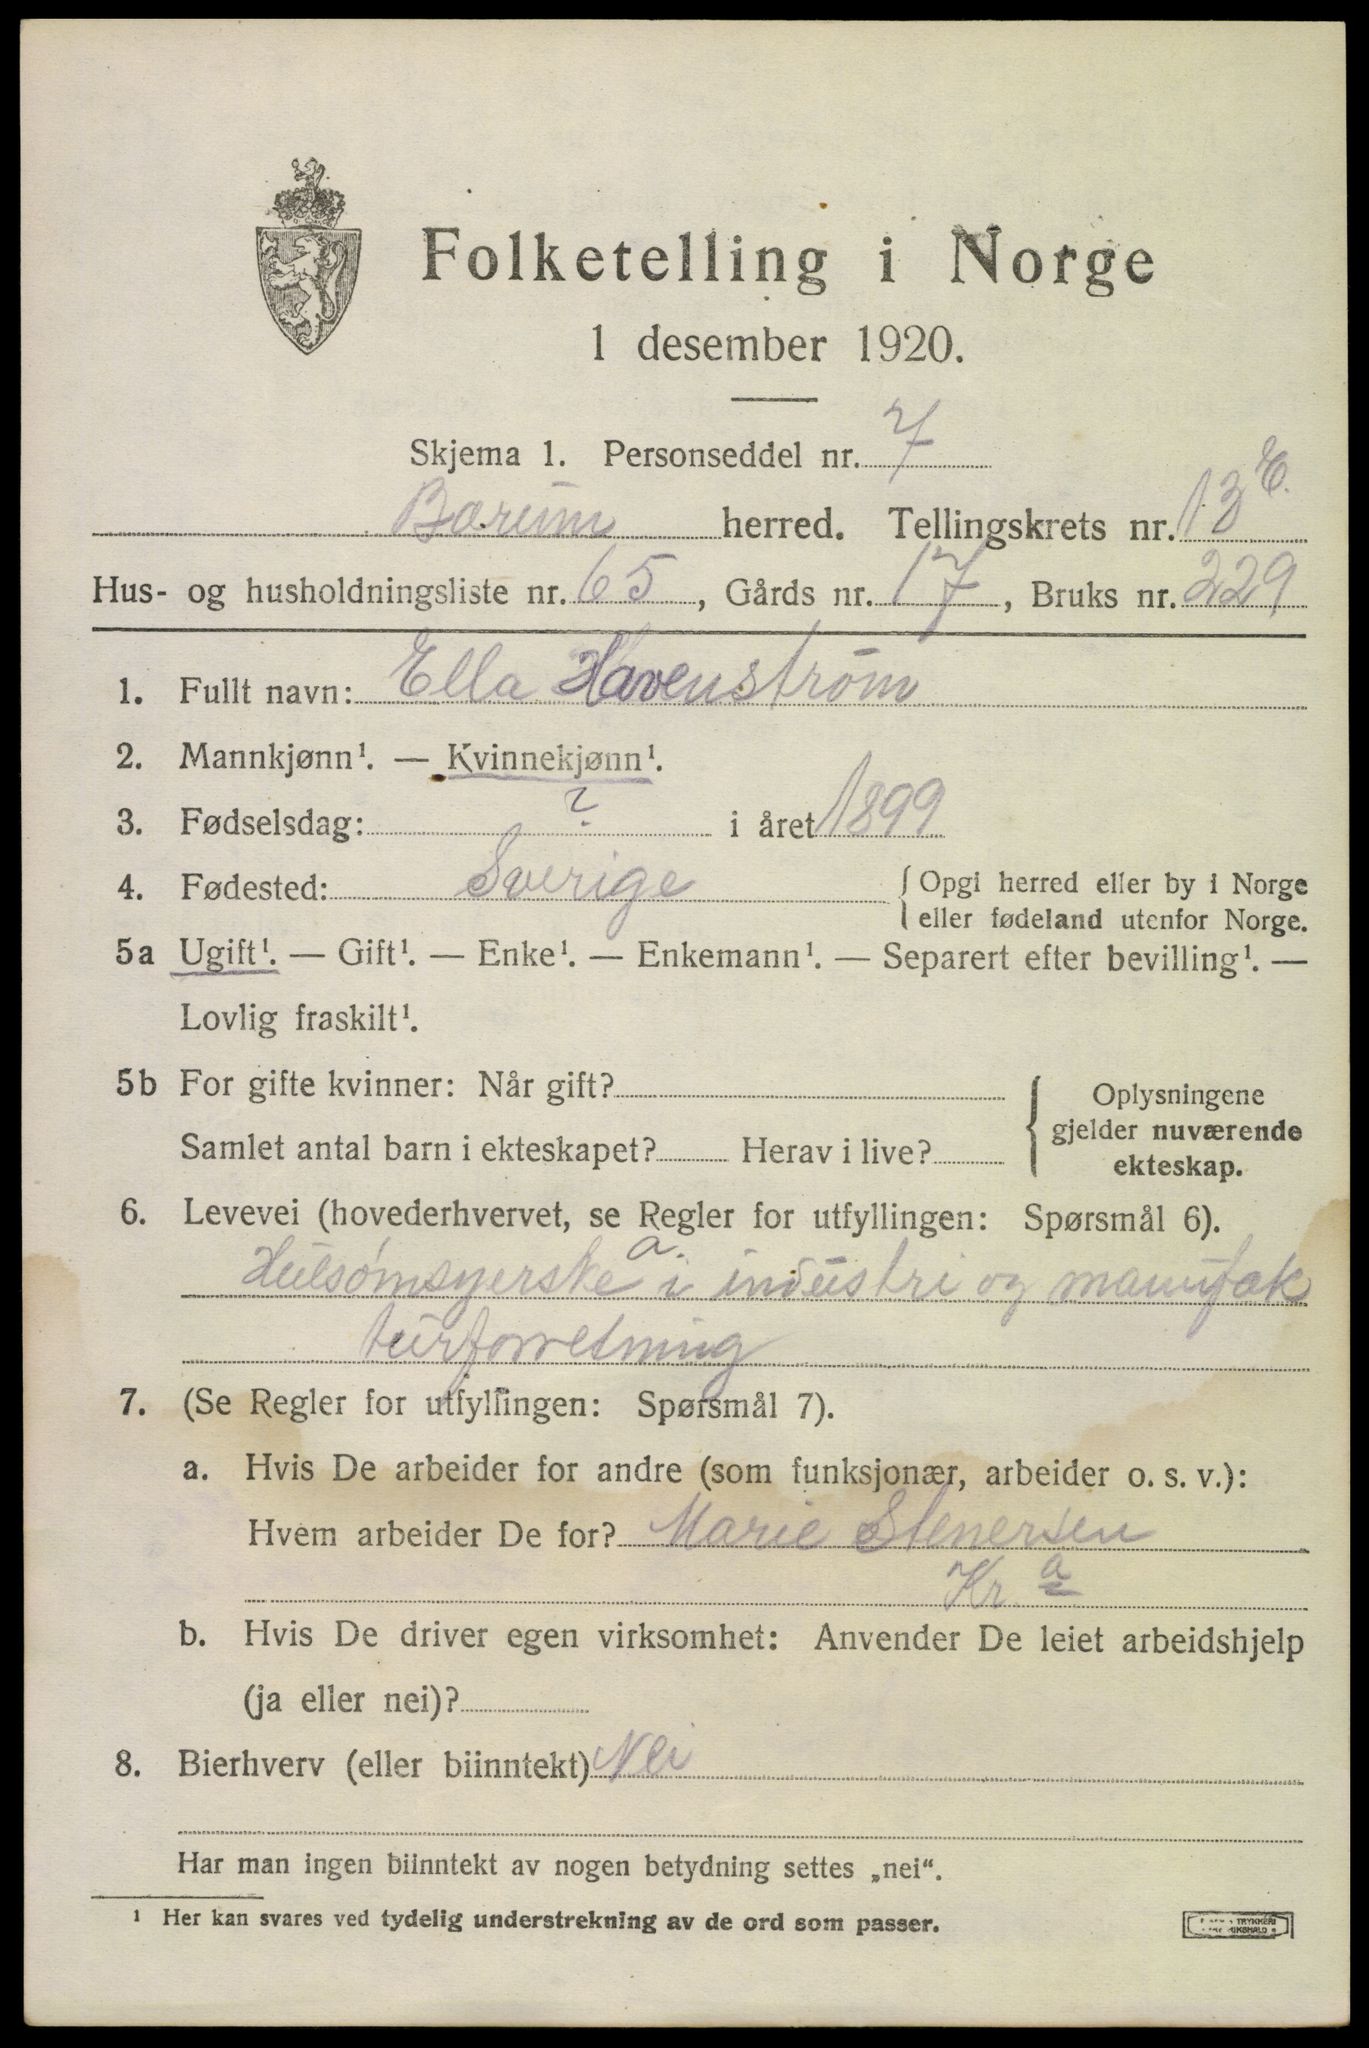 Folketelling i Norge
1 desember 1920.
Skjema 1. Personseddel nr. 7
Bærum herred. Tellingskrets nr. 13 E.
Hus- og husholdningsliste nr. 65, Gårds nr. 17, Bruks nr. 229
1. Fullt navn: Ella Havenstrøm
2. Mannkjønn¹. — Kvinnekjønn¹.
3. Fødselsdag: ? i året 1899
4. Fødested: Sverige { Opgi herred eller by i Norge
eller fødeland utenfor Norge.
5a Ugift¹. — Gift¹. — Enke¹. — Enkemann¹. — Separert efter bevilling¹. —
Lovlig fraskilt¹.
5b For gifte kvinner: Når gift? { Oplysningene
gjelder nuværende
Samlet antal barn i ekteskapet? Herav i live?
ekteskap.
6. Levevei (hovederhvervet, se Regler for utfyllingen: Spørsmål 6).
Hulsømsyerske a. i industri og manufak
turforretning
7. (Se Regler for utfyllingen: Spørsmål 7).
a. Hvis De arbeider for andre (som funksjonær, arbeider o. s. v.):
Hvem arbeider De for? Marie Stenersen
Kr. a
b. Hvis De driver egen virksomhet: Anvender De leiet arbeidshjelp
(ja eller nei)?
8. Bierhverv (eller biinntekt) Nei
Har man ingen biinntekt av nogen betydning settes „nei“.
¹ Her kan svares ved tydelig understrekning av de ord som passer.